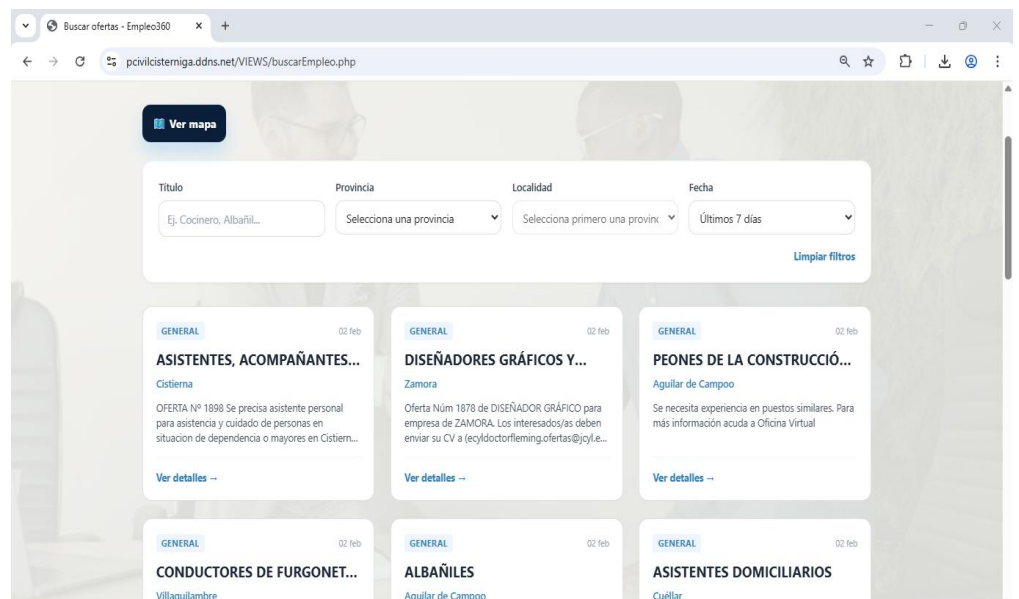 Buscar ofertas - Empleo360
pcivilcisterniga.ddns.net/VIEWS/buscarEmpleo.php
Ver mapa
Título
Provincia
Localidad
Fecha
Ej. Cocinero, Albañil...
Selecciona una provincia
Selecciona primero una provinc
Últimos 7 días
Limpiar filtros
GENERAL
02 feb
ASISTENTES, ACOMPAÑANTES...
Cistierna
OFERTA Nº 1898 Se precisa asistente personal
para asistencia y cuidado de personas en
situacion de dependencia o mayores en Cistiern...
Ver detalles →
GENERAL
02 feb
DISEÑADORES GRÁFICOS Y...
Zamora
Oferta Núm 1878 de DISEÑADOR GRÁFICO para
empresa de ZAMORA. Los interesados/as deben
enviar su CV a (ecyldoctorfleming.ofertas@jcyl.e...
Ver detalles →
GENERAL
02 feb
PEONES DE LA CONSTRUCCIÓ...
Aguilar de Campoo
Se necesita experiencia en puestos similares. Para
más información acuda a Oficina Virtual
Ver detalles →
GENERAL
02 feb
CONDUCTORES DE FURGONET...
Villaquilambre
GENERAL
02 feb
ALBAÑILES
Aguilar de Campoo
GENERAL
02 feb
ASISTENTES DOMICILIARIOS
Cuéllar